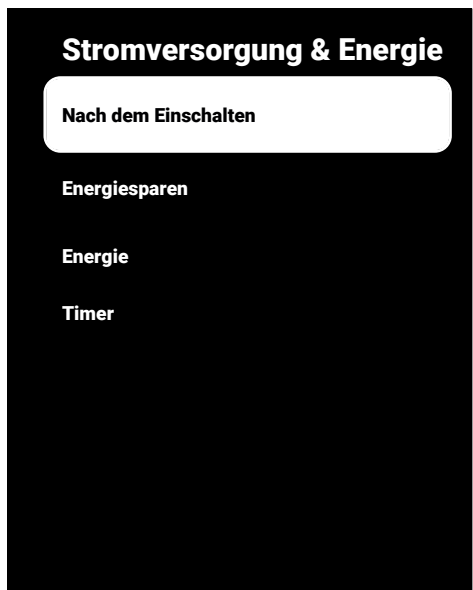 Stromversorgung & Energie
Nach dem Einschalten
Energiesparen
Energie
Timer